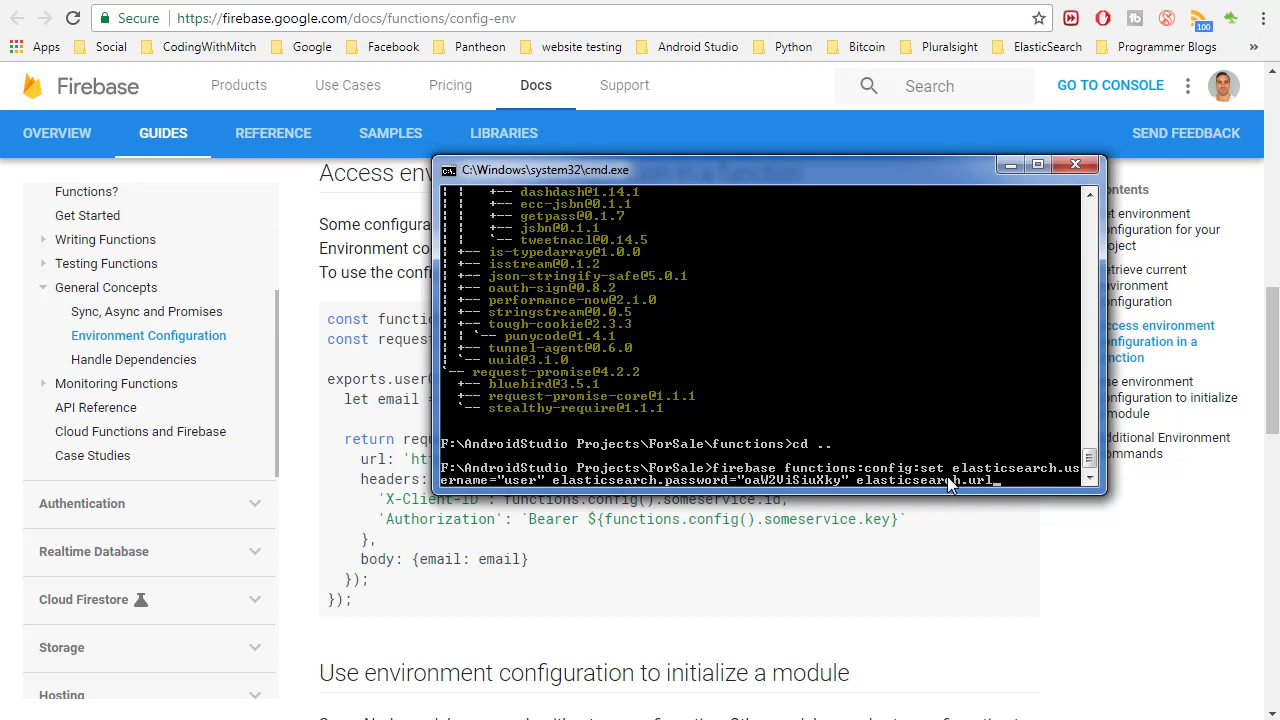 Secure
https://firebase.google.com/docs/functions/config-env
100
Apps
Social
CodingWithMitch
Google
Facebook
Pantheon
website testing
Android Studio
Python
Bitcoin
Pluralsight
ElasticSearch
Programmer Blogs
»
Firebase
Products
Use Cases
Pricing
Docs
Support
Search
GO TO CONSOLE
OVERVIEW
GUIDES
REFERENCE
SAMPLES
LIBRARIES
SEND FEEDBACK
Functions?
Get Started
Writing Functions
Testing Functions
General Concepts
Sync, Async and Promises
Environment Configuration
Handle Dependencies
Monitoring Functions
API Reference
Cloud Functions and Firebase
Case Studies
Authentication
Realtime Database
Cloud Firestore
Storage
Hosting
Access env
Some configura
Environment co
To use the conf
const functi
const reques
exports.user
let email =
return req
url: 'ht
headers:
'X-Client-ID': functions.config().someservice.id,
'Authorization': `Bearer ${functions.config().someservice.key}`
},
body: {email: email}
});
});
Use environment configuration to initialize a module
C:\Windows\system32\cmd.exe
+-- dashdash@1.14.1
+-- ecc-jsbn@0.1.1
+-- getpass@0.1.7
+-- jsbn@0.1.1
`-- tweetnacl@0.14.5
+-- is-typedarray@1.0.0
+-- isstream@0.1.2
+-- json-stringify-safe@5.0.1
+-- oauth-sign@0.8.2
+-- performance-now@2.1.0
+-- stringstream@0.0.5
+-- tough-cookie@2.3.3
| `-- punycode@1.4.1
+-- tunnel-agent@0.6.0
`-- uuid@3.1.0
`-- request-promise@4.2.2
+-- bluebird@3.5.1
+-- request-promise-core@1.1.1
`-- stealthy-require@1.1.1
F:\AndroidStudio Projects\ForSale\functions>cd ..
F:\AndroidStudio Projects\ForSale>firebase functions:config:set elasticsearch.us
ername="user" elasticsearch.password="oaW2ViSiuXky" elasticsearch.url_
ntents
et environment
nfiguration for your
oject
etrieve current
nvironment
onfiguration
ccess environment
onfiguration in a
nction
se environment
onfiguration to initialize
module
dditional Environment
ommands